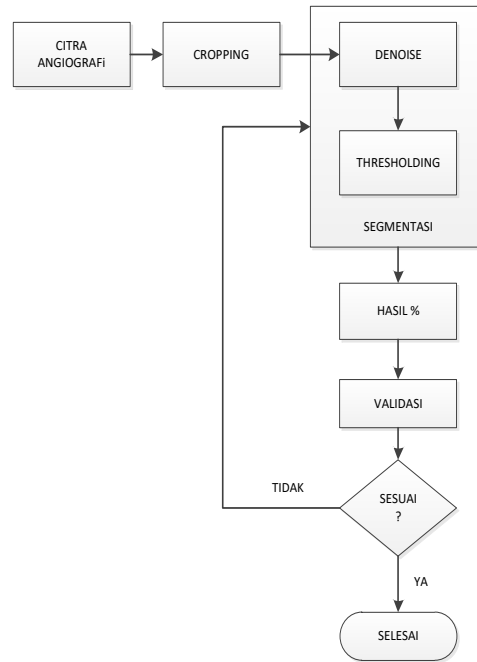 CITRA
ANGIOGRAFi
CROPPING
DENOISE
THRESHOLDING
SEGMENTASI
HASIL %
VALIDASI
SESUAI
?
TIDAK
YA
SELESAI